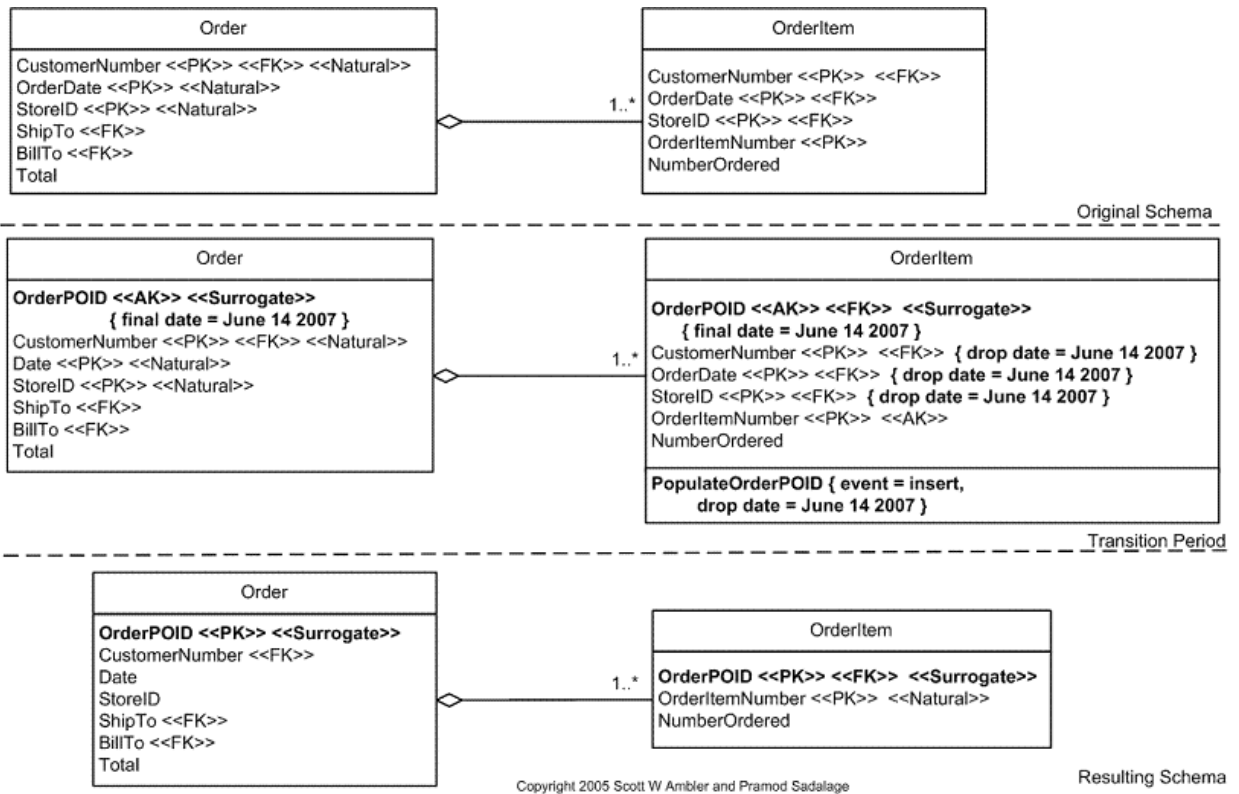 Order
CustomerNumber <<PK>> <<FK>> <<Natural>>
OrderDate <<PK>> <<Natural>>
StoreID <<PK>> <<Natural>>
ShipTo <<FK>>
BillTo <<FK>>
Total
1..*
OrderItem
CustomerNumber <<PK>> <<FK>>
OrderDate <<PK>> <<FK>>
StoreID <<PK>> <<FK>>
OrderItemNumber <<PK>>
NumberOrdered
Original Schema
Order
OrderPOID <<AK>> <<Surrogate>>
{ final date = June 14 2007 }
CustomerNumber <<PK>> <<FK>> <<Natural>>
Date <<PK>> <<Natural>>
StoreID <<PK>> <<Natural>>
ShipTo <<FK>>
BillTo <<FK>>
Total
1..*
OrderItem
OrderPOID <<AK>> <<FK>> <<Surrogate>>
{ final date = June 14 2007 }
CustomerNumber <<PK>> <<FK>> { drop date = June 14 2007 }
OrderDate <<PK>> <<FK>> { drop date = June 14 2007 }
StoreID <<PK>> <<FK>> { drop date = June 14 2007 }
OrderItemNumber <<PK>> <<AK>>
NumberOrdered
PopulateOrderPOID { event = insert,
drop date = June 14 2007 }
Transition Period
Order
OrderPOID <<PK>> <<Surrogate>>
CustomerNumber <<FK>>
Date
StoreID
ShipTo <<FK>>
BillTo <<FK>>
Total
1..*
OrderItem
OrderPOID <<PK>> <<FK>> <<Surrogate>>
OrderItemNumber <<PK>> <<Natural>>
NumberOrdered
Copyright 2005 Scott W Ambler and Pramod Sadalage
Resulting Schema